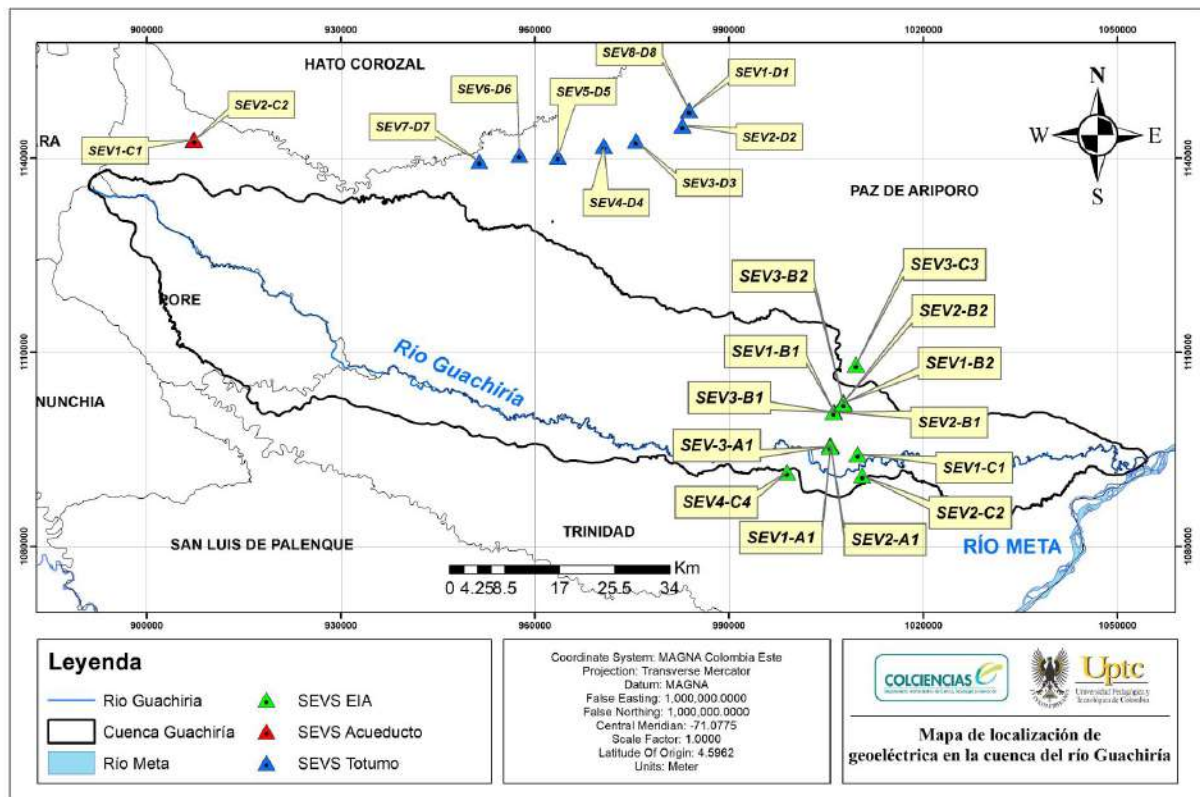 900000
930000
960000
990000
1020000
1050000
HATO COROZAL
SEV8-D8
SEV1-D1
SEV6-D6
SEV5-D5
SEV2-C2
SEV7-D7
SEV2-D2
ARA
SEV1-C1
1140000
1140000
SEV3-D3
SEV4-D4
PAZ DE ARIPORO
N
W
E
S
SEV3-B2
SEV3-C3
SEV2-B2
PORE
SEV1-B1
SEV1-B2
1110000
1110000
Río Guachiría
NUNCHIA
SEV3-B1
SEV2-B1
SEV-3-A1
SEV1-C1
SEV4-C4
SEV2-C2
SEV1-A1
SEV2-A1
TRINIDAD
SAN LUIS DE PALENQUE
RÍO META
1080000
1080000
Km
0 4.25 8.5 17 25.5 34
900000
930000
960000
990000
1020000
1050000
Leyenda
Rio Guachiria
Cuenca Guachiría
Río Meta
SEVS EIA
SEVS Acueducto
SEVS Totumo
Coordinate System: MAGNA Colombia Este
Projection: Transverse Mercator
Datum: MAGNA
False Easting: 1,000,000.0000
False Northing: 1,000,000.0000
Central Meridian: -71.0775
Scale Factor: 1.0000
Latitude Of Origin: 4.5962
Units: Meter
COLCIENCIAS
Uptc
Universidad Pedagógica y
Tecnológica de Colombia
Mapa de localización de
geoeléctrica en la cuenca del río Guachiría